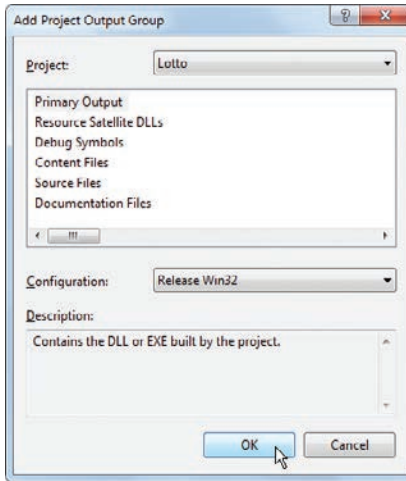 Add Project Output Group
Project: Lotto
Primary Output
Resource Satellite DLLs
Debug Symbols
Content Files
Source Files
Documentation Files
Configuration: Release Win32
Description:
Contains the DLL or EXE built by the project.
OK Cancel